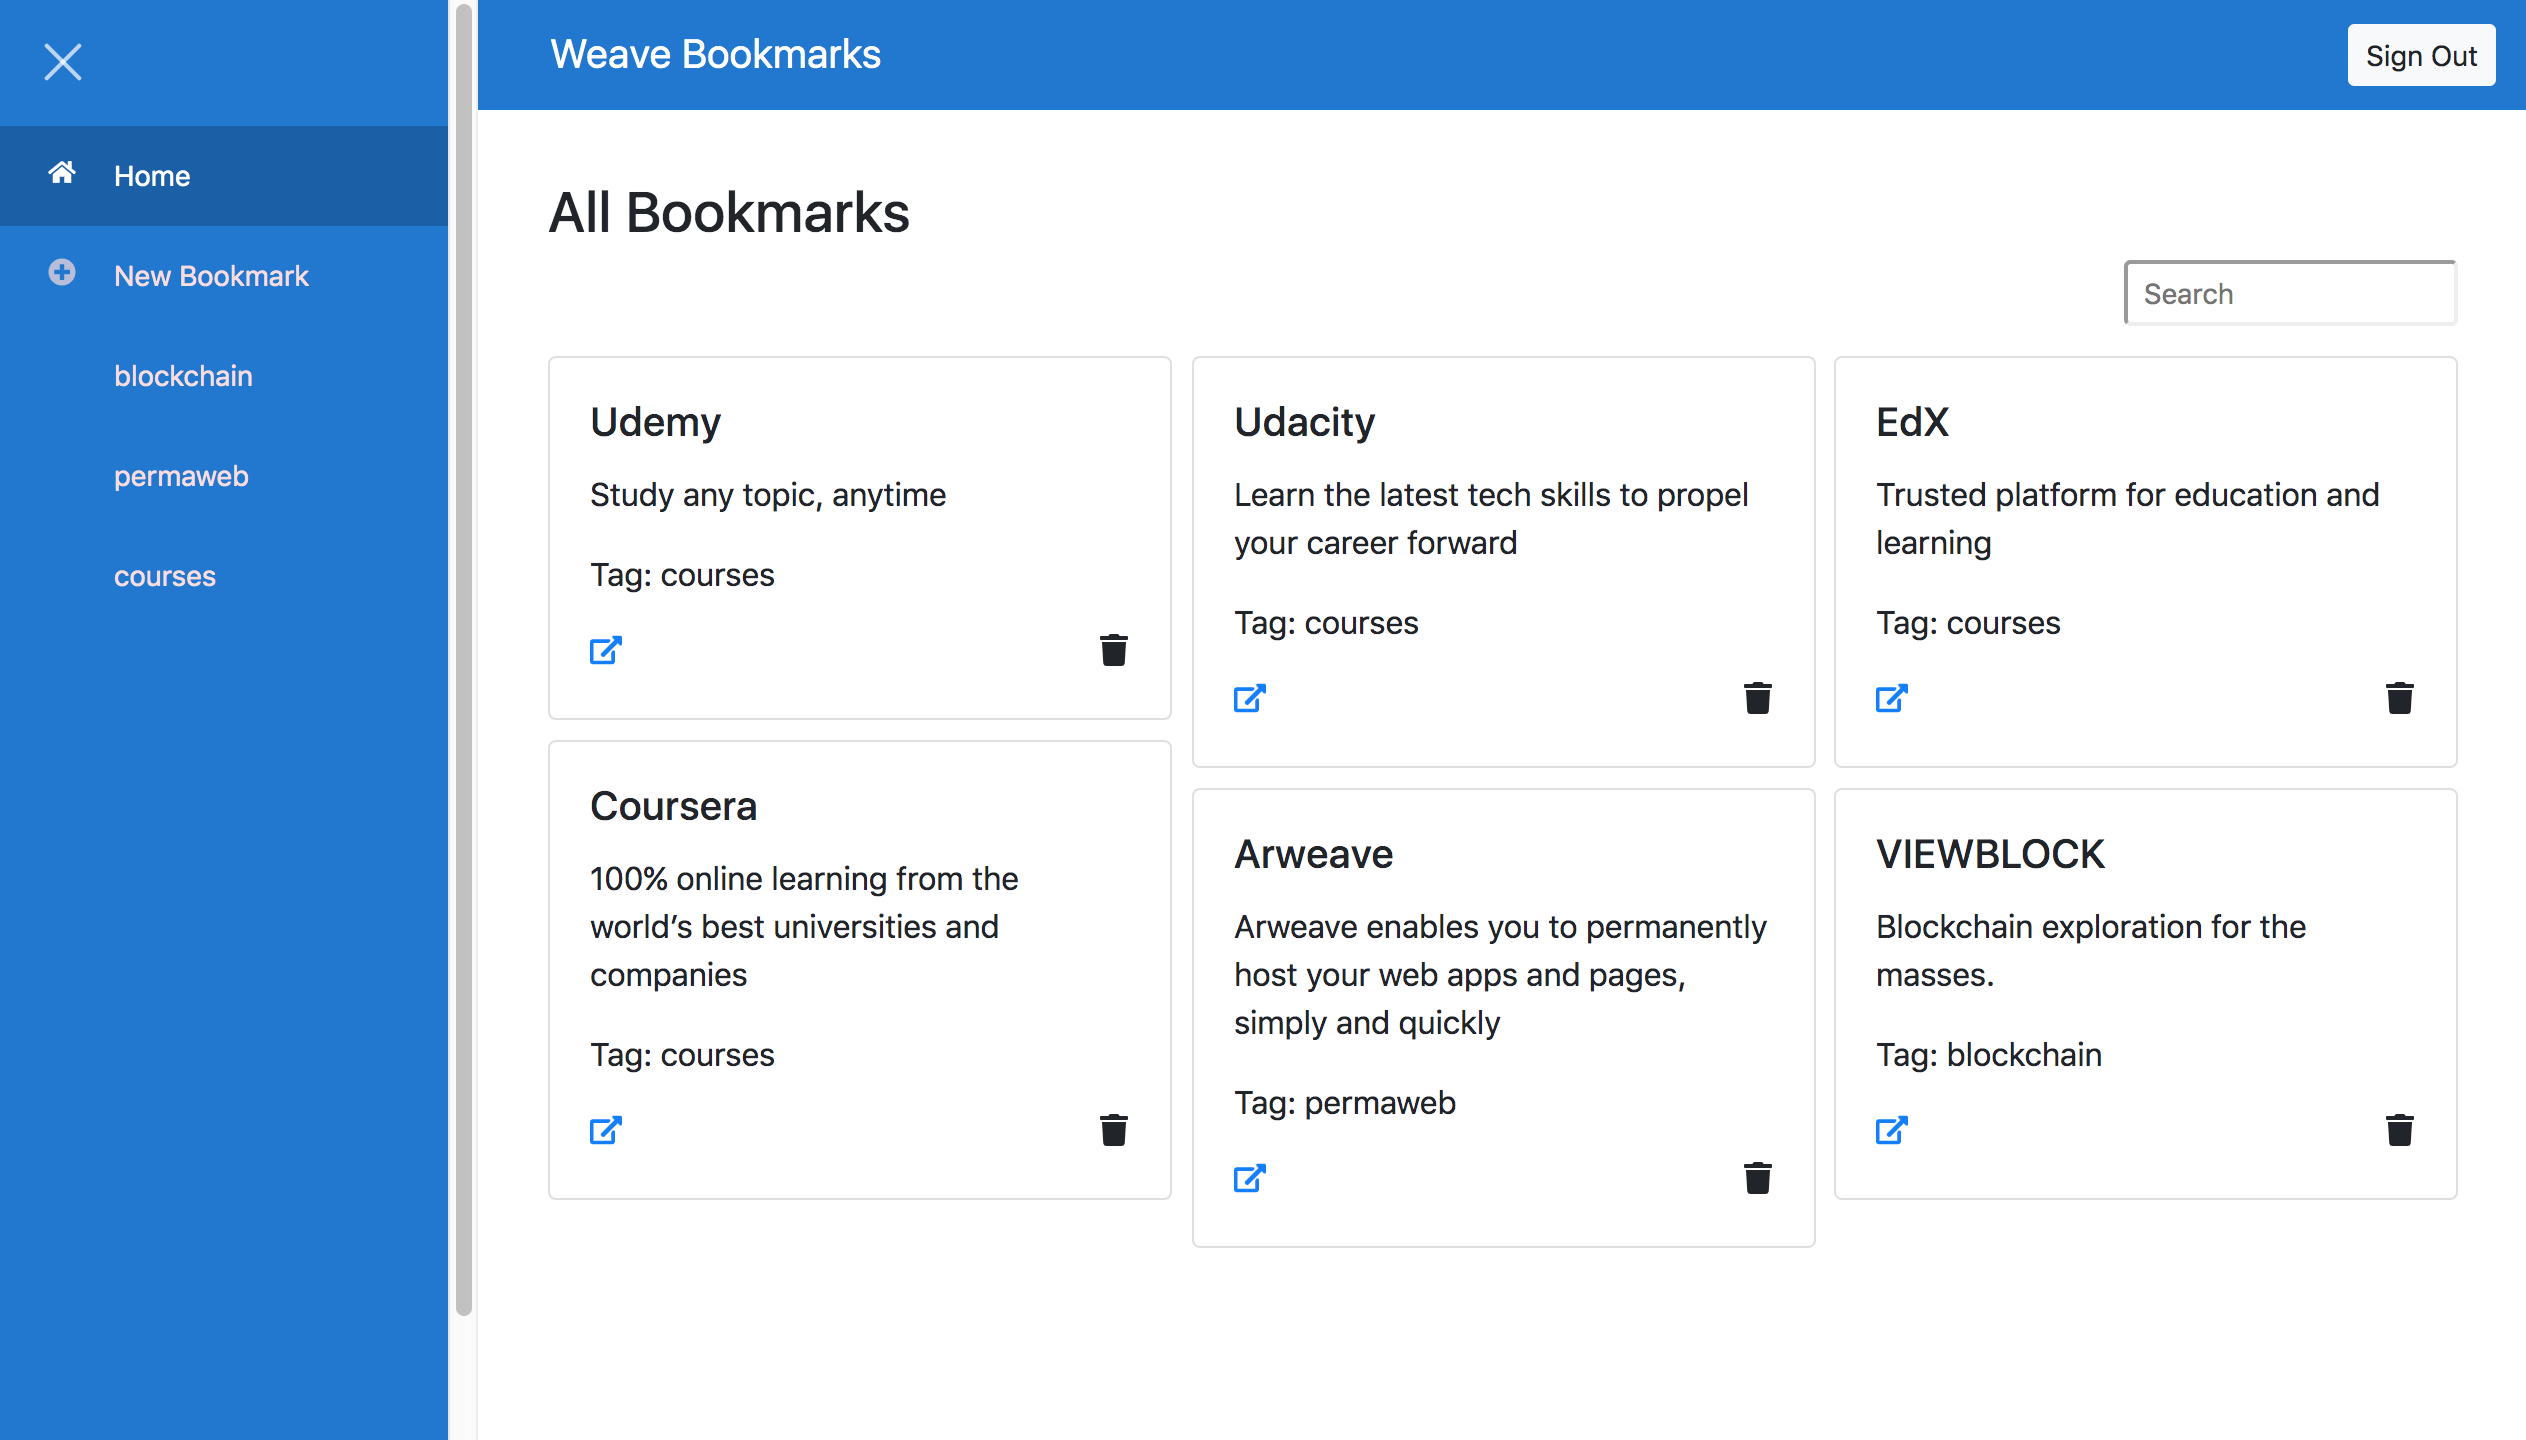 Weave Bookmarks
Sign Out
Home
New Bookmark
blockchain
permaweb
courses
All Bookmarks
Search
Udemy
Study any topic, anytime
Tag: courses
Udacity
Learn the latest tech skills to propel
your career forward
Tag: courses
EdX
Trusted platform for education and
learning
Tag: courses
Coursera
100% online learning from the
world’s best universities and
companies
Tag: courses
Arweave
Arweave enables you to permanently
host your web apps and pages,
simply and quickly
Tag: permaweb
VIEWBLOCK
Blockchain exploration for the
masses.
Tag: blockchain